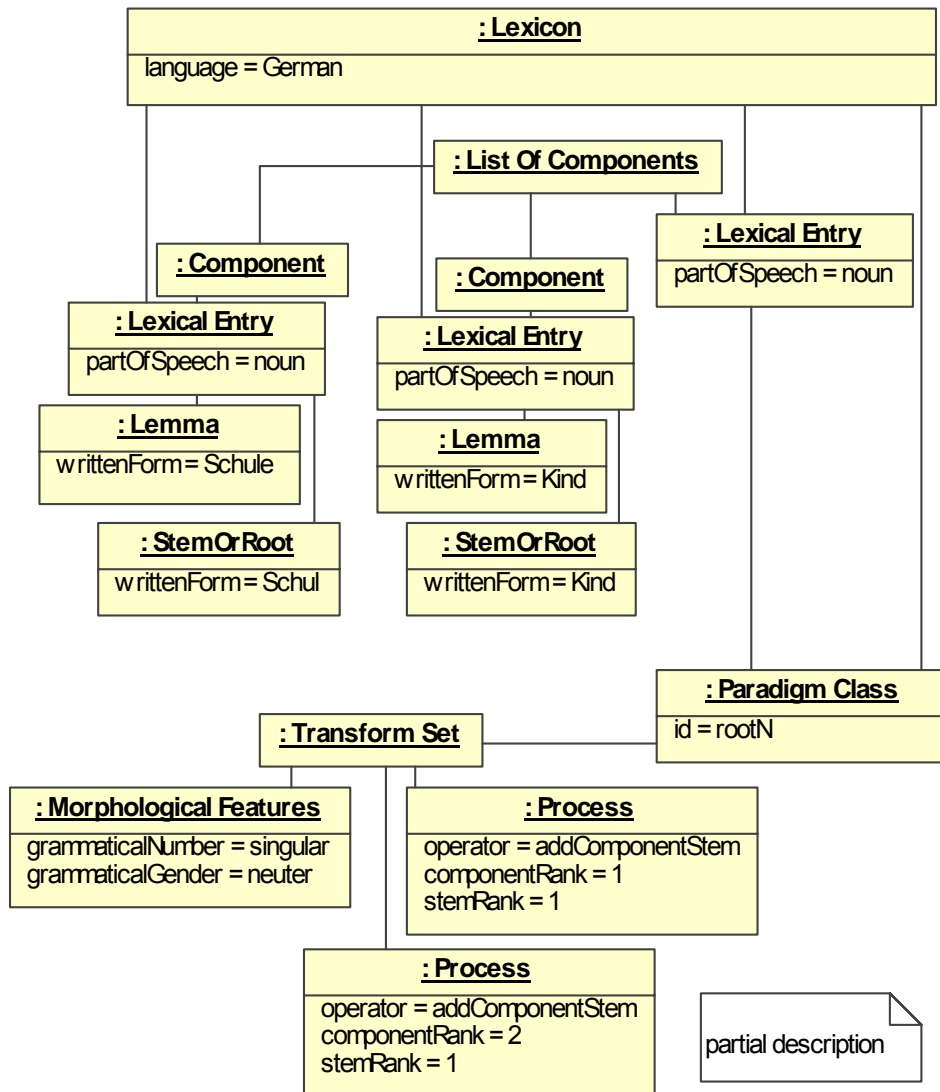 : Lexicon
language = German
: List Of Components
: Lexical Entry
partOfSpeech = noun
: Component
: Component
: Lexical Entry
partOfSpeech = noun
: Lexical Entry
partOfSpeech = noun
: Lemma
writtenForm = Schule
: Lemma
writtenForm = Kind
: StemOrRoot
writtenForm = Schul
: StemOrRoot
writtenForm = Kind
: Paradigm Class
id = rootN
: Transform Set
: Morphological Features
grammaticalNumber = singular
grammaticalGender = neuter
: Process
operator = addComponentStem
componentRank = 1
stemRank = 1
: Process
operator = addComponentStem
componentRank = 2
stemRank = 1
partial description